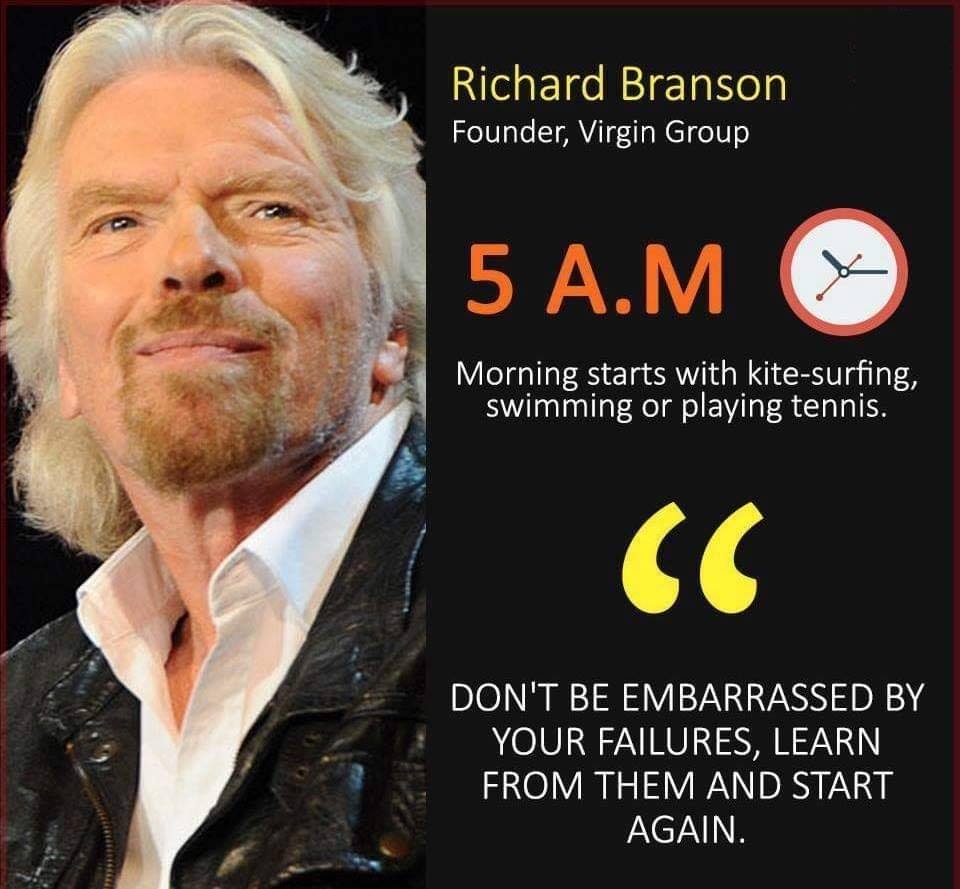 Richard Branson
Founder, Virgin Group
5 A.M
Morning starts with kite-surfing,
swimming or playing tennis.
“
DON'T BE EMBARRASSED BY
YOUR FAILURES, LEARN
FROM THEM AND START
AGAIN.